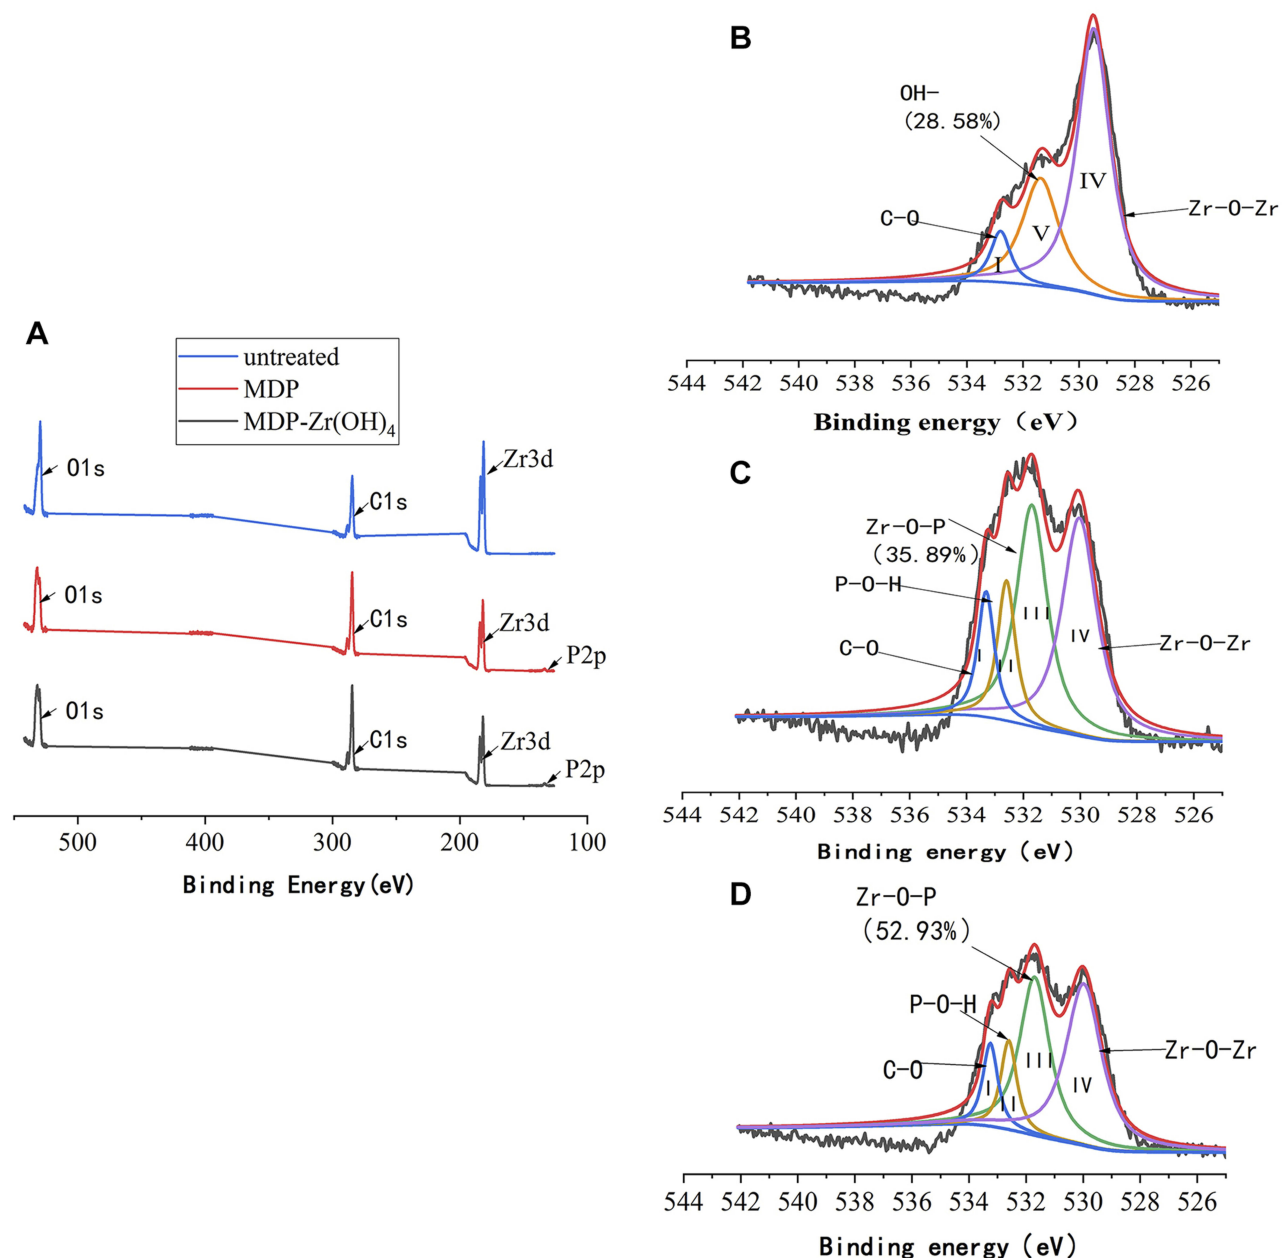 A
untreated
MDP
MDP-Zr(OH)4
O1s
C1s
Zr3d
O1s
C1s
Zr3d
P2p
O1s
C1s
Zr3d
P2p
500 400 300 200 100
Binding Energy(eV)
B
OH-
(28.58%)
C-O
I
V
IV
Zr-O-Zr
544 542 540 538 536 534 532 530 528 526
Binding energy (eV)
C
Zr-O-P
(35.89%)
P-O-H
C-O
I
II
III
IV
Zr-O-Zr
544 542 540 538 536 534 532 530 528 526
Binding energy (eV)
D
Zr-O-P
(52.93%)
P-O-H
C-O
I
II
III
IV
Zr-O-Zr
544 542 540 538 536 534 532 530 528 526
Binding energy (eV)